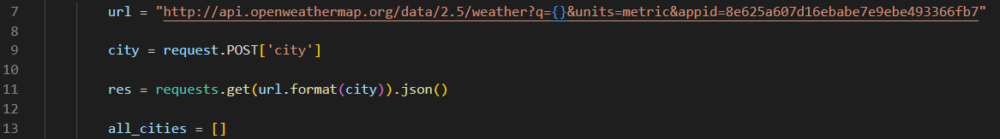 7 url = "http://api.openweathermap.org/data/2.5/weather?q={}&units=metric&appid=8e625a607d16ebabe7e9ebe493366fb7"
8
9 city = request.POST['city']
10
11 res = requests.get(url.format(city)).json()
12
13 all_cities = []